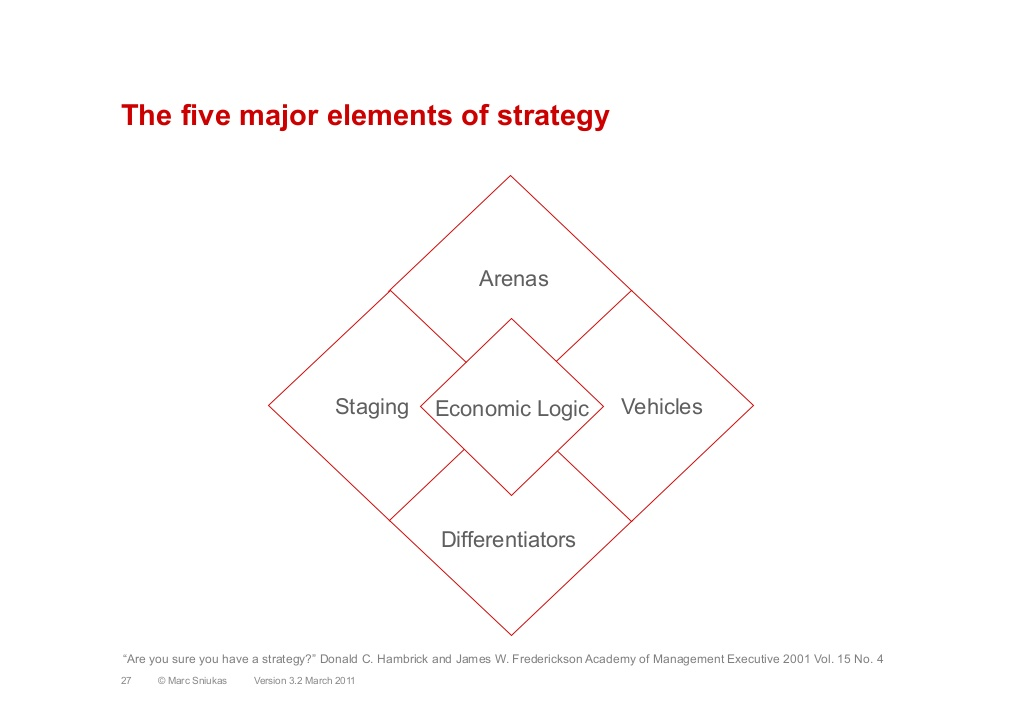 The five major elements of strategy
Arenas
Staging
Economic Logic
Vehicles
Differentiators
“Are you sure you have a strategy?” Donald C. Hambrick and James W. Frederickson Academy of Management Executive 2001 Vol. 15 No. 4
27 © Marc Sniukas Version 3.2 March 2011